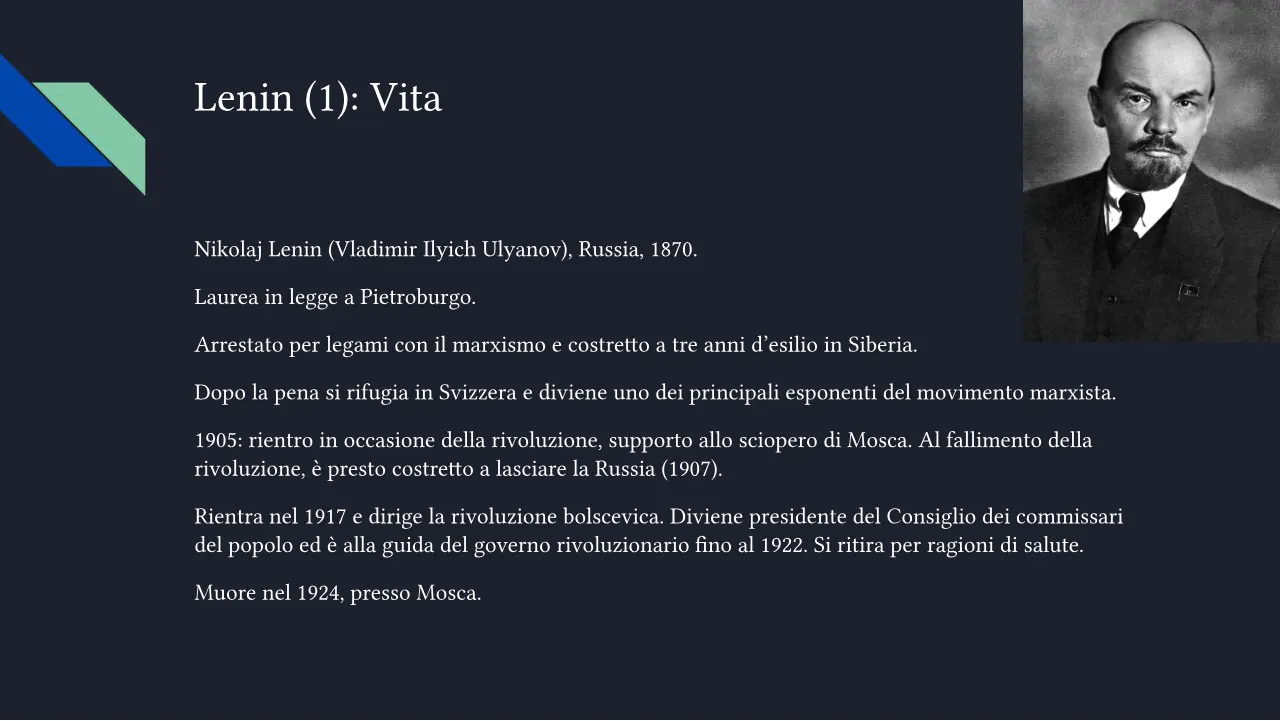 Lenin (1): Vita
Nikolaj Lenin (Vladimir Ilyich Ulyanov), Russia, 1870.
Laurea in legge a Pietroburgo.
Arrestato per legami con il marxismo e costretto a tre anni d’esilio in Siberia.
Dopo la pena si rifugia in Svizzera e diviene uno dei principali esponenti del movimento marxista.
1905: rientro in occasione della rivoluzione, supporto allo sciopero di Mosca. Al fallimento della
rivoluzione, è presto costretto a lasciare la Russia (1907).
Rientra nel 1917 e dirige la rivoluzione bolscevica. Diviene presidente del Consiglio dei commissari
del popolo ed è alla guida del governo rivoluzionario fino al 1922. Si ritira per ragioni di salute.
Muore nel 1924, presso Mosca.